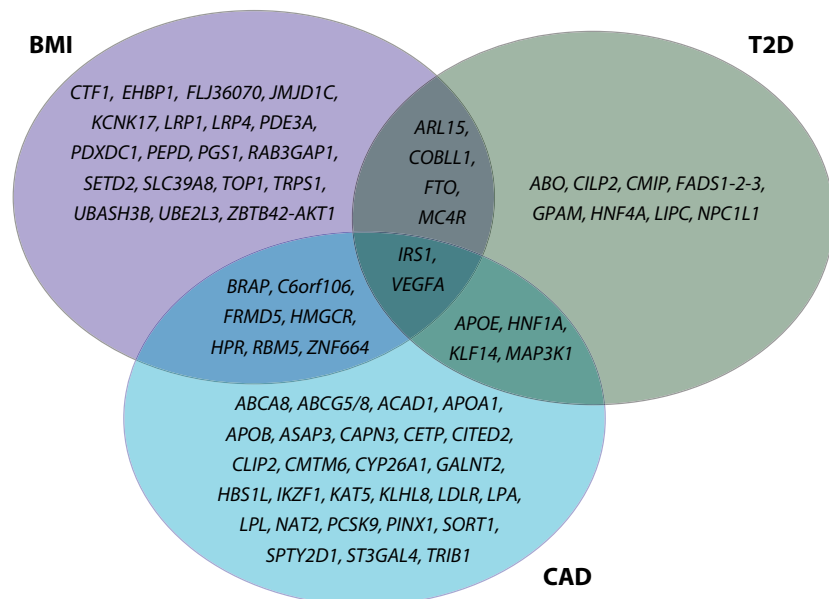 BMI
T2D
CTF1, EHBP1, FLJ36070, JMJD1C,
KCNK17, LRP1, LRP4, PDE3A,
PDXDC1, PEPD, PGS1, RAB3GAP1,
SETD2, SLC39A8, TOP1, TRPS1,
UBASH3B, UBE2L3, ZBTB42-AKT1
ARL15,
COBLL1,
FTO,
MC4R
ABO, CILP2, CMIP, FADS1-2-3,
GPAM, HNF4A, LIPC, NPC1L1
IRS1,
VEGFA
BRAP, C6orf106,
FRMD5, HMGCR,
HPR, RBM5, ZNF664
APOE, HNF1A,
KLF14, MAP3K1
ABCA8, ABCG5/8, ACAD1, APOA1,
APOB, ASAP3, CAPN3, CETP, CITED2,
CLIP2, CMTM6, CYP26A1, GALNT2,
HBS1L, IKZF1, KAT5, KLHL8, LDLR, LPA,
LPL, NAT2, PCSK9, PINX1, SORT1,
SPTY2D1, ST3GAL4, TRIB1
CAD